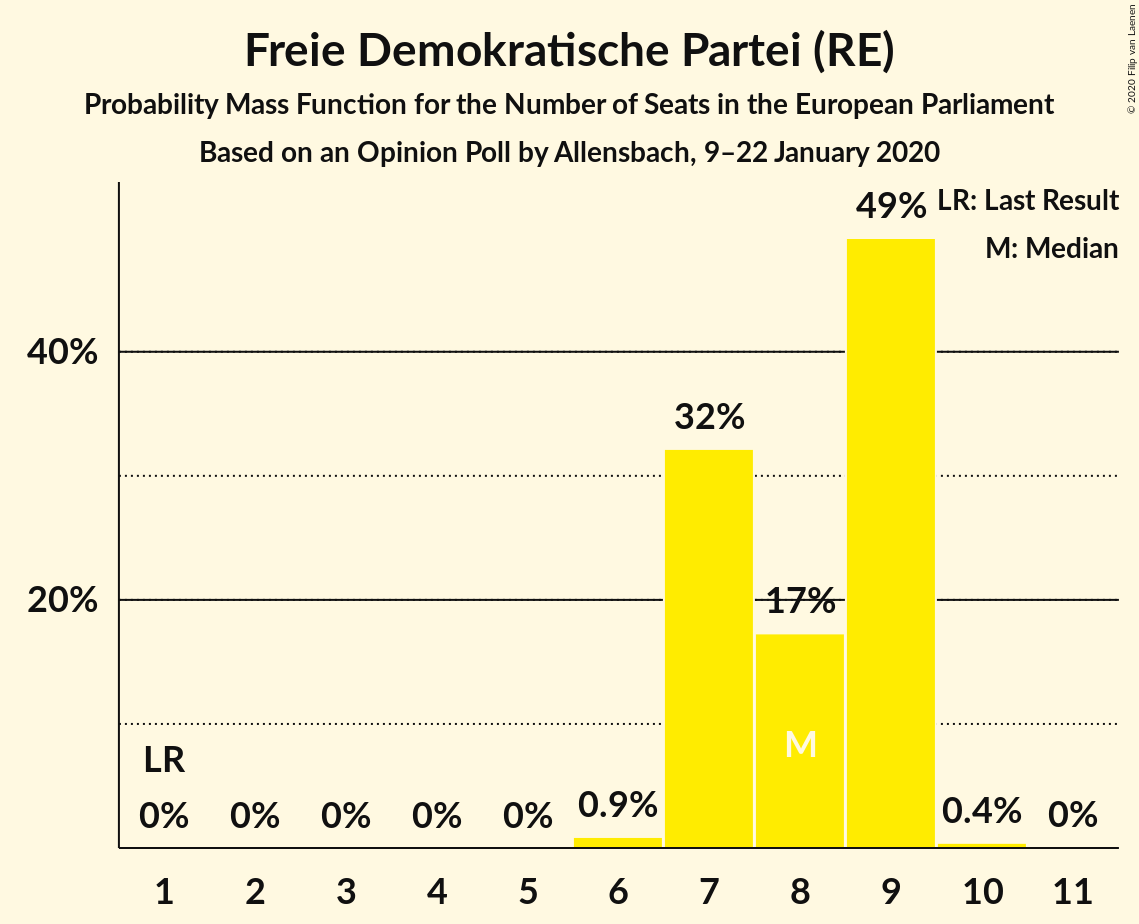 Freie Demokratische Partei (RE)
Probability Mass Function for the Number of Seats in the European Parliament
Based on an Opinion Poll by Allensbach, 9–22 January 2020
© 2020 Filip van Laenen
LR: Last Result
M: Median
49%
40%
32%
20%
17%
M
LR
0%
0%
0%
0%
0%
0.9%
0.4%
0%
1 2 3 4 5 6 7 8 9 10 11